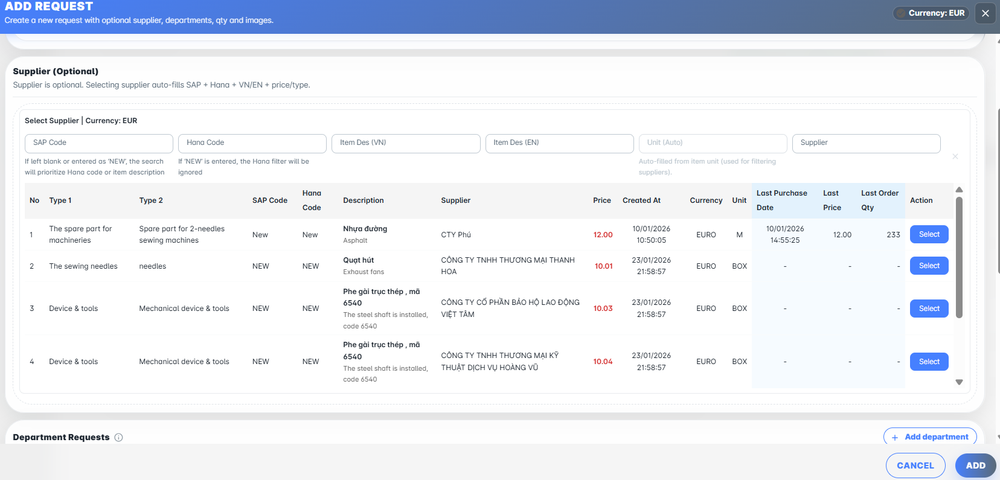 ADD REQUEST
Create a new request with optional supplier, departments, qty and images.
Currency: EUR
Supplier (Optional)
Supplier is optional. Selecting supplier auto-fills SAP + Hana + VN/EN + price/type.
Select Supplier | Currency: EUR
SAP Code
Hana Code
Item Des (VN)
Item Des (EN)
Unit (Auto)
Supplier
If left blank or entered as 'NEW', the search
will prioritize Hana code or item description
If 'NEW' is entered, the Hana filter will be
ignored
Auto-filled from item unit (used for filtering
suppliers).
No Type 1 Type 2 SAP Code Hana Code Description Supplier Price Created At Currency Unit Last Purchase Date Last Price Last Order Qty Action
1 The spare part for machineries Spare part for 2-needles sewing machines New New Nhựa đường Asphalt CTY Phú 12.00 10/01/2026 10:50:05 EURO M 10/01/2026 14:55:25 12.00 233 Select
2 The sewing needles needles NEW NEW Quạt hút Exhaust fans CÔNG TY TNHH THƯƠNG MẠI THANH HOA 10.01 23/01/2026 21:58:57 EURO BOX - - - Select
3 Device & tools Mechanical device & tools NEW NEW Phe gài trục thép , mã 6540 The steel shaft is installed, code 6540 CÔNG TY CỔ PHẦN BẢO HỘ LAO ĐỘNG VIỆT TÂM 10.03 23/01/2026 21:58:57 EURO BOX - - - Select
4 Device & tools Mechanical device & tools NEW NEW Phe gài trục thép , mã 6540 The steel shaft is installed, code 6540 CÔNG TY TNHH THƯƠNG MẠI KỸ THUẬT DỊCH VỤ HOÀNG VŨ 10.04 23/01/2026 21:58:57 EURO BOX - - - Select
Department Requests
+ Add department
CANCEL
ADD